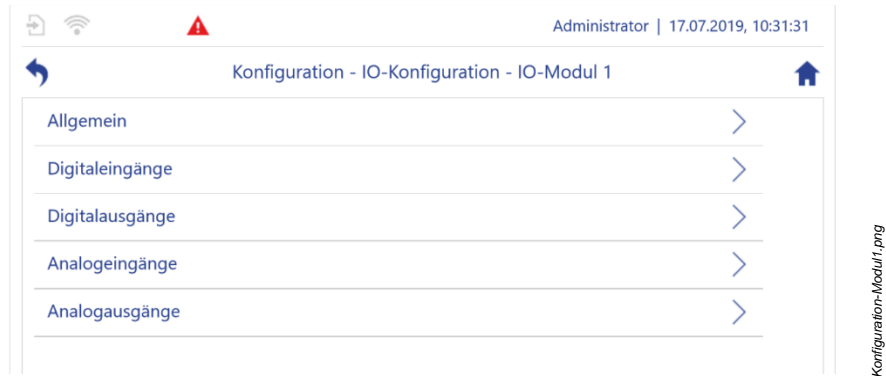 Administrator | 17.07.2019, 10:31:31
Konfiguration - IO-Konfiguration - IO-Modul 1
Allgemein
Digitaleingänge
Digitalausgänge
Analogeingänge
Analogausgänge
Konfiguration-Modul1.png